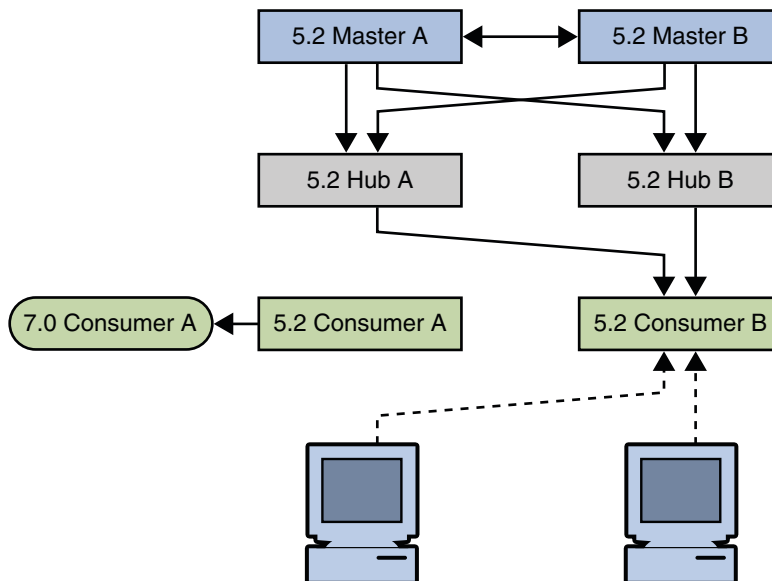 5.2 Master A
5.2 Master B
5.2 Hub A
5.2 Hub B
7.0 Consumer A
5.2 Consumer A
5.2 Consumer B